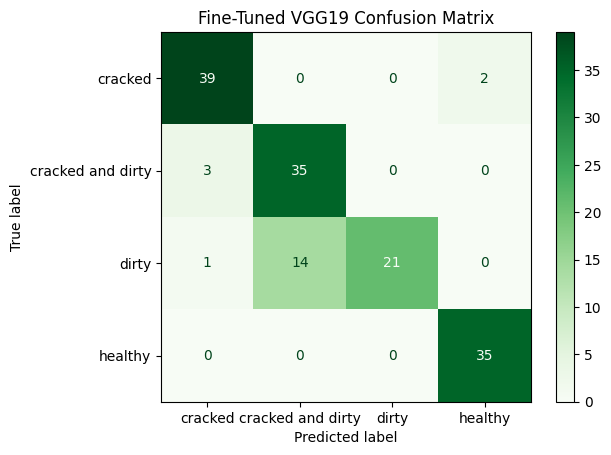 Fine-Tuned VGG19 Confusion Matrix
cracked 39 0 0 2
cracked and dirty 3 35 0 0
dirty 1 14 21 0
healthy 0 0 0 35
cracked cracked and dirty dirty healthy
Predicted label
True label
35
30
25
20
15
10
5
0